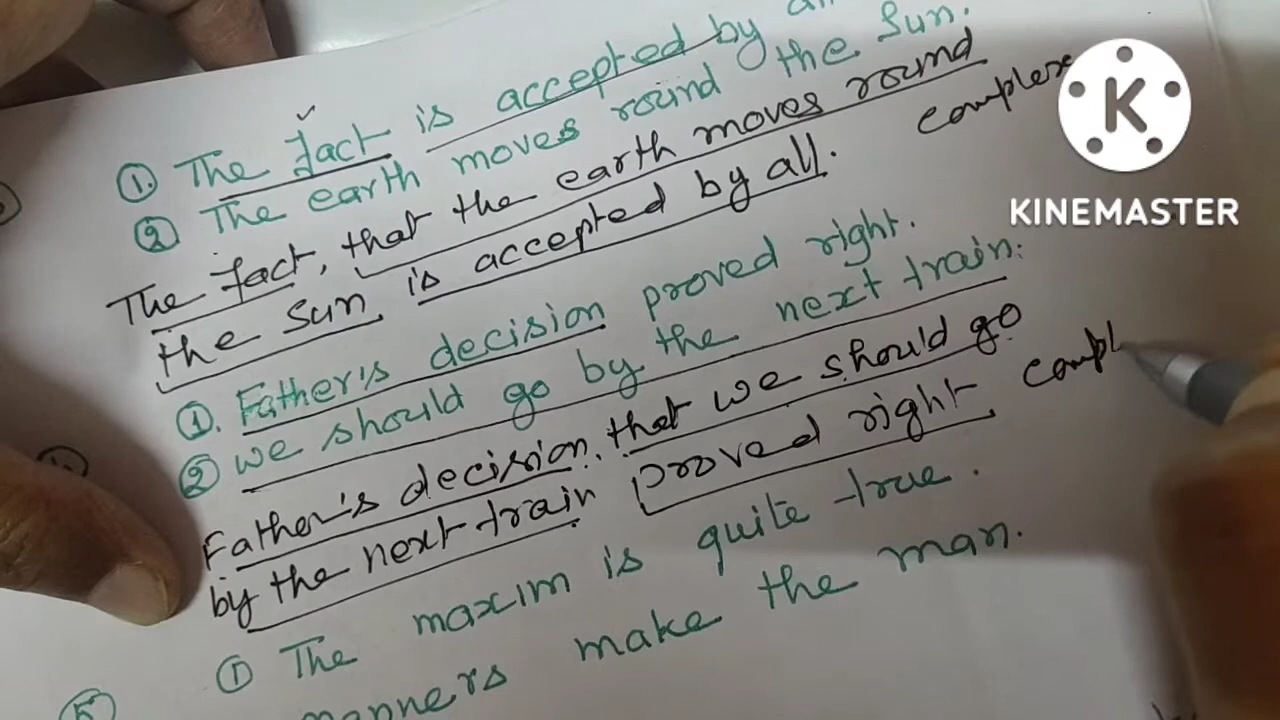 ① The fact is accepted by all
② The earth moves round the Sun.
The fact, that the earth moves round
the Sun is accepted by all. complex
① Father's decision proved right.
② we should go by the next train.
Father's decision, that we should go
by the next train proved right compl
① The maxim is quite true.
manners make the man.
⑤
KINEMASTER